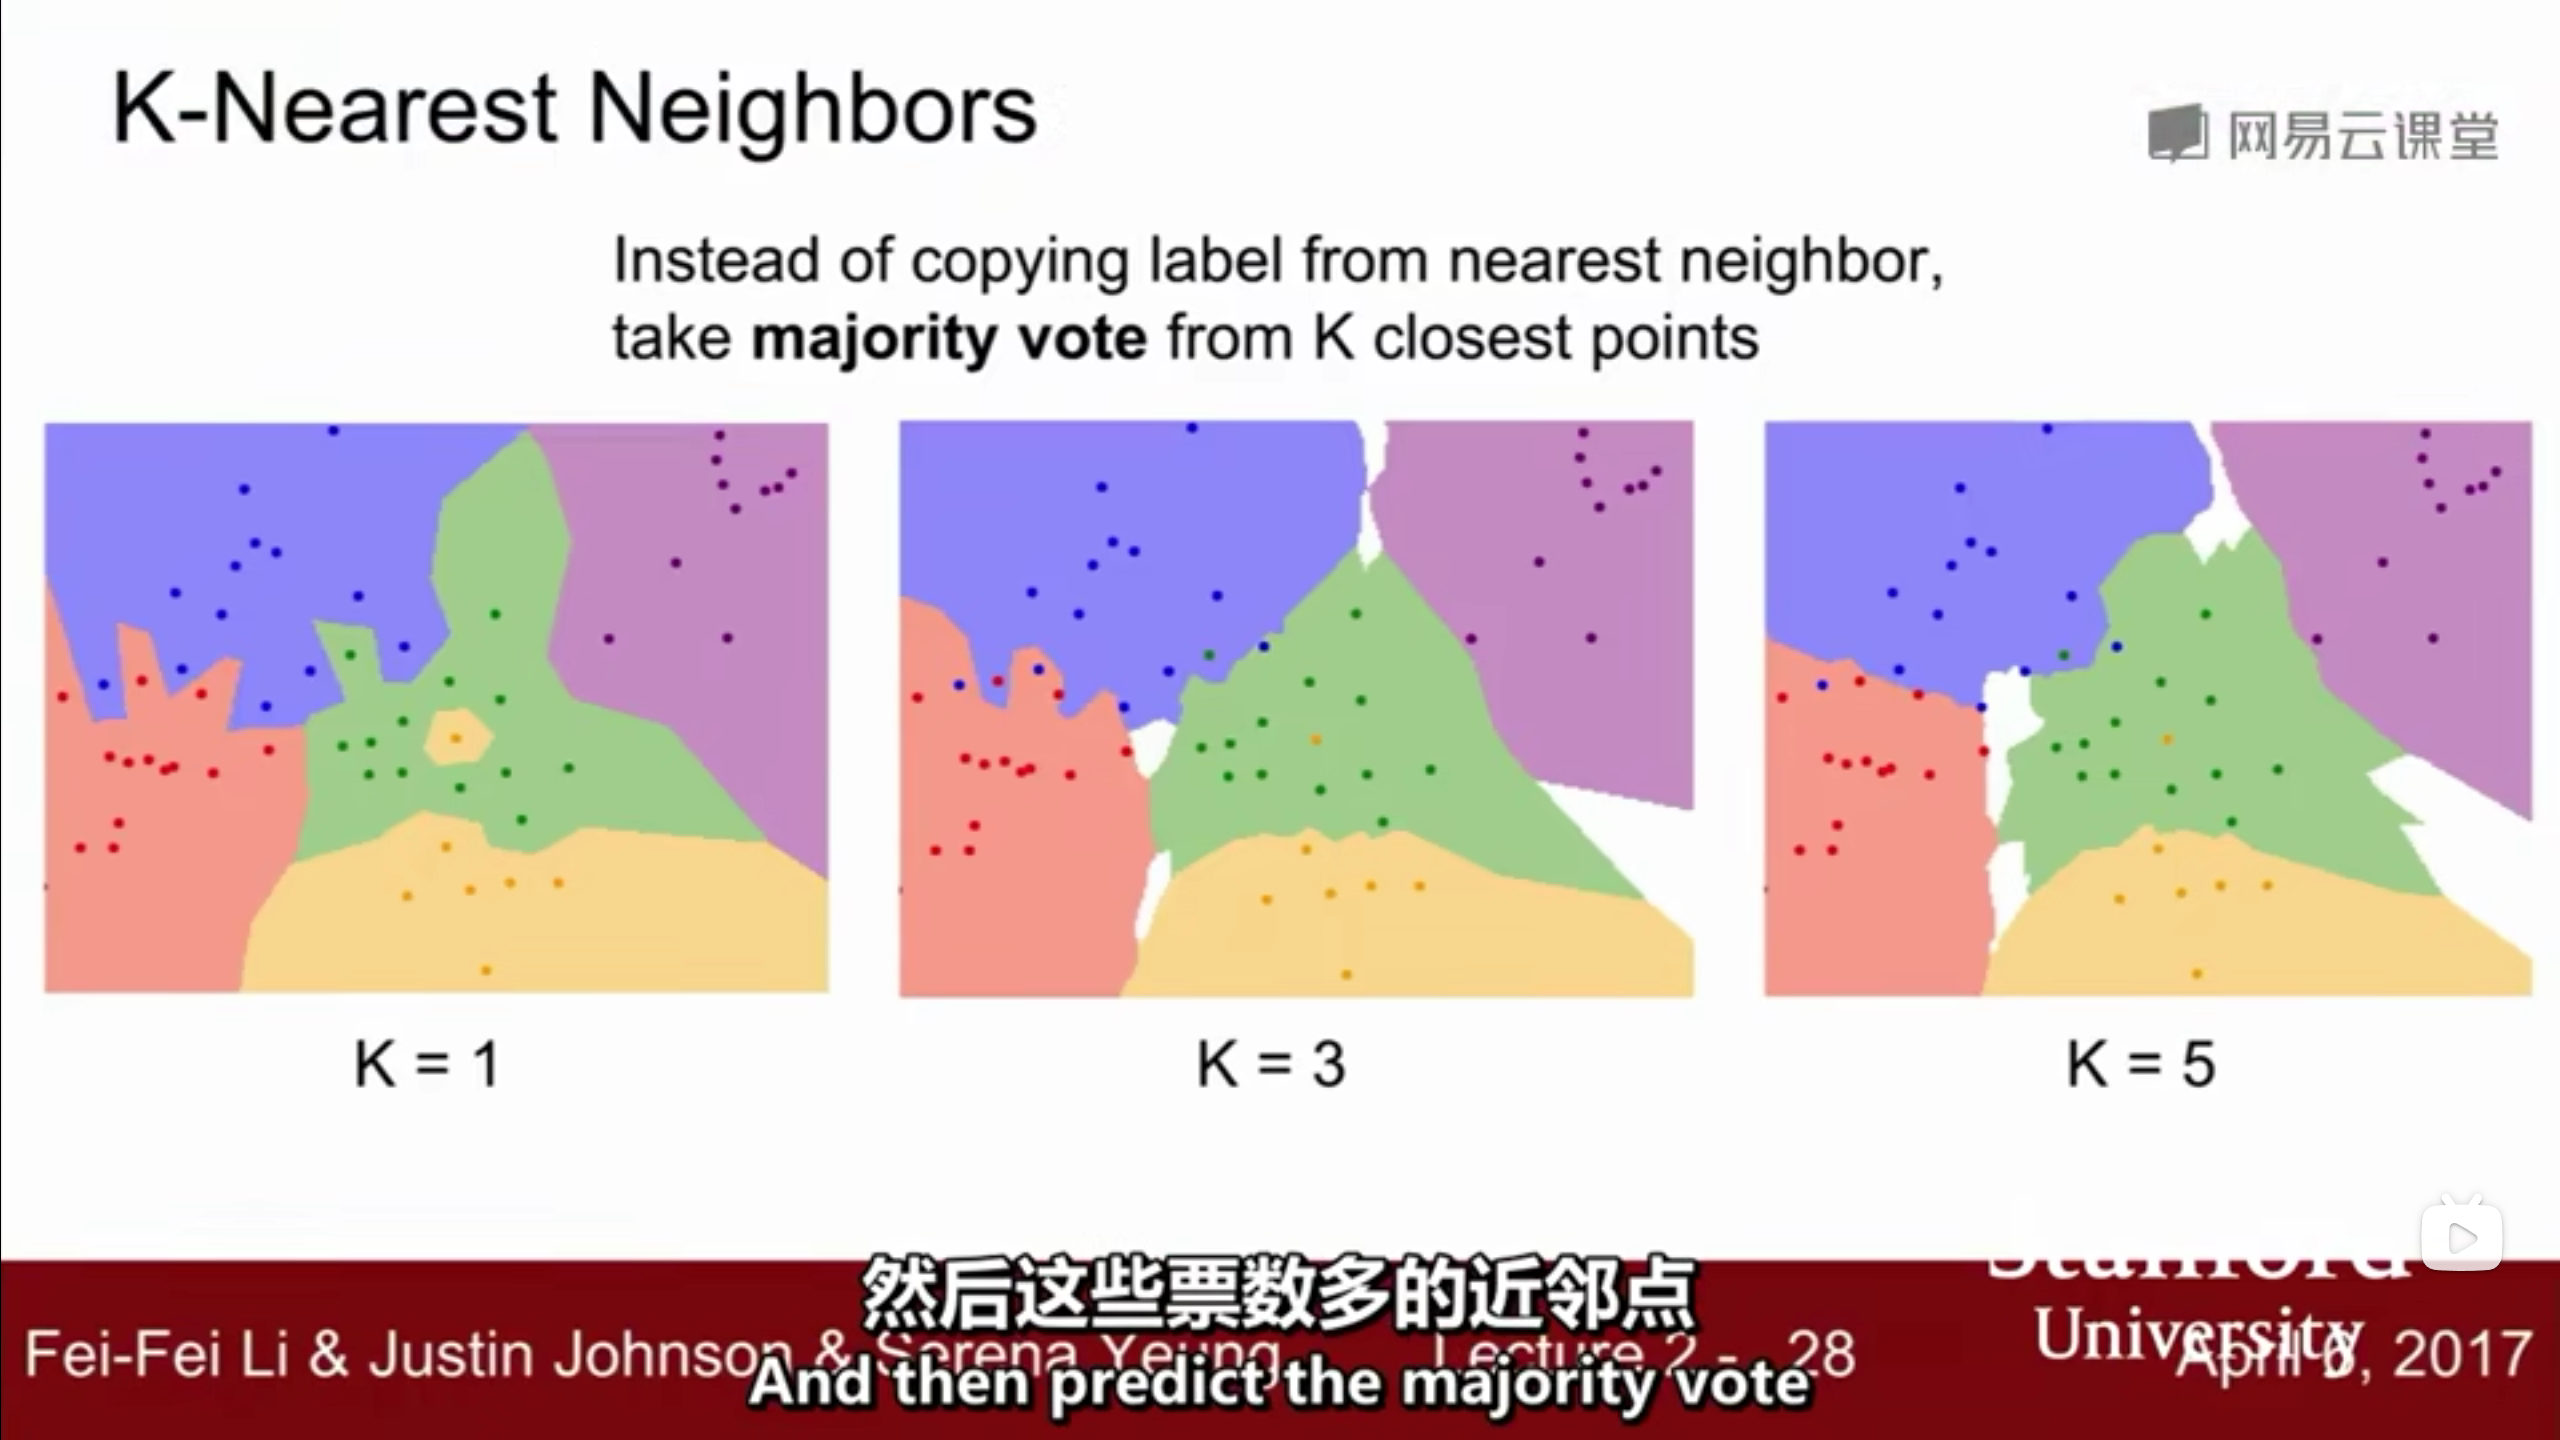 K-Nearest Neighbors
网易云课堂
Instead of copying label from nearest neighbor,
take majority vote from K closest points
K = 1
K = 3
K = 5
然后这些票数多的近邻点
Fei-Fei Li & Justin Johnson & Serena Yeung
Lecture 2 - 28
Stanford
University
April 6, 2017
And then predict the majority vote